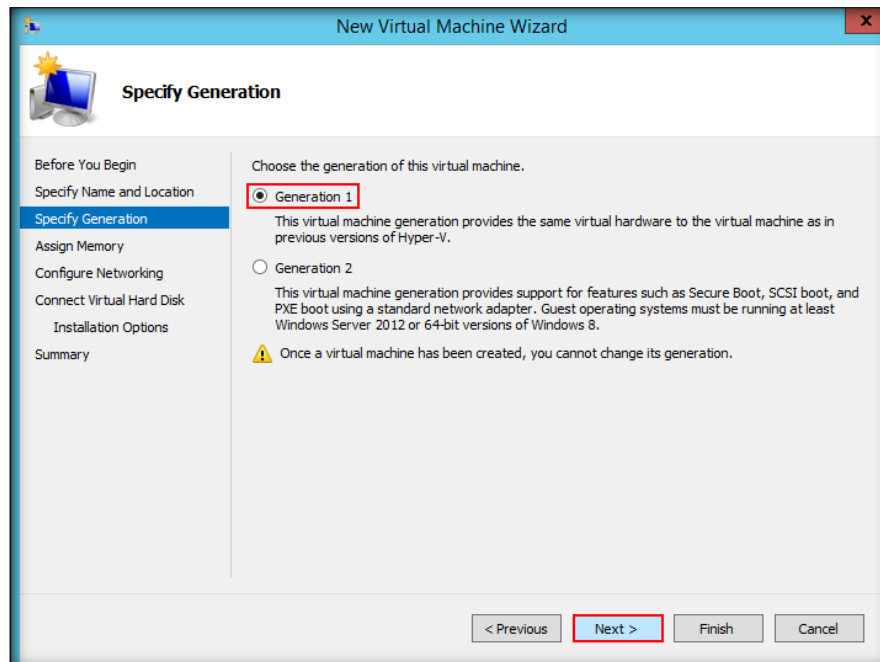 New Virtual Machine Wizard
x
Specify Generation
Before You Begin
Specify Name and Location
Specify Generation
Assign Memory
Configure Networking
Connect Virtual Hard Disk
Installation Options
Summary
Choose the generation of this virtual machine.
Generation 1
This virtual machine generation provides the same virtual hardware to the virtual machine as in
previous versions of Hyper-V.
Generation 2
This virtual machine generation provides support for features such as Secure Boot, SCSI boot, and
PXE boot using a standard network adapter. Guest operating systems must be running at least
Windows Server 2012 or 64-bit versions of Windows 8.
Once a virtual machine has been created, you cannot change its generation.
< Previous
Next >
Finish
Cancel